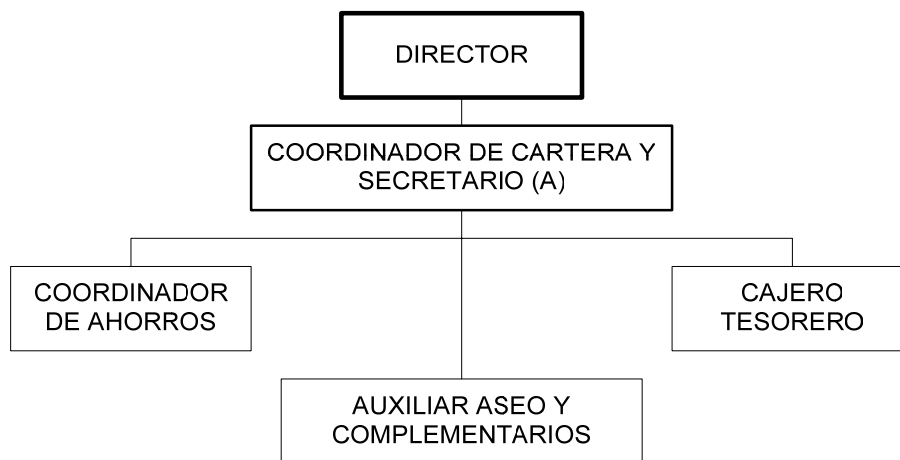 DIRECTOR
COORDINADOR DE CARTERA Y
SECRETARIO (A)
COORDINADOR
DE AHORROS
CAJERO
TESORERO
AUXILIAR ASEO Y
COMPLEMENTARIOS